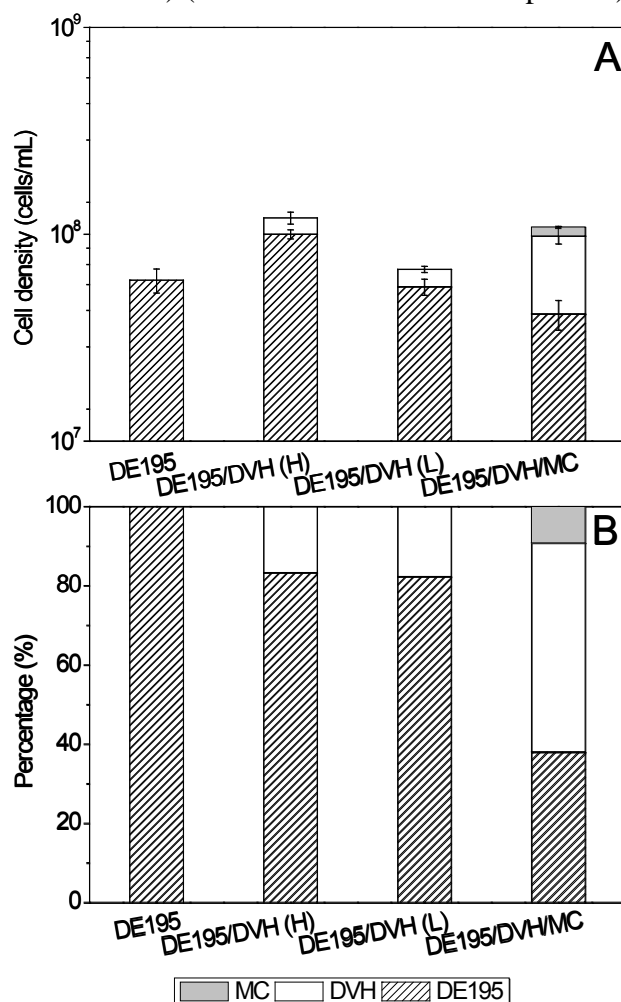 A
10⁹
10⁸
10⁷
Cell density (cells/mL)
DE195
DE195/DVH (H)
DE195/DVH (L)
DE195/DVH/MC
B
100
80
60
40
20
0
Percentage (%)
DE195
DE195/DVH (H)
DE195/DVH (L)
DE195/DVH/MC
MC DVH DE195